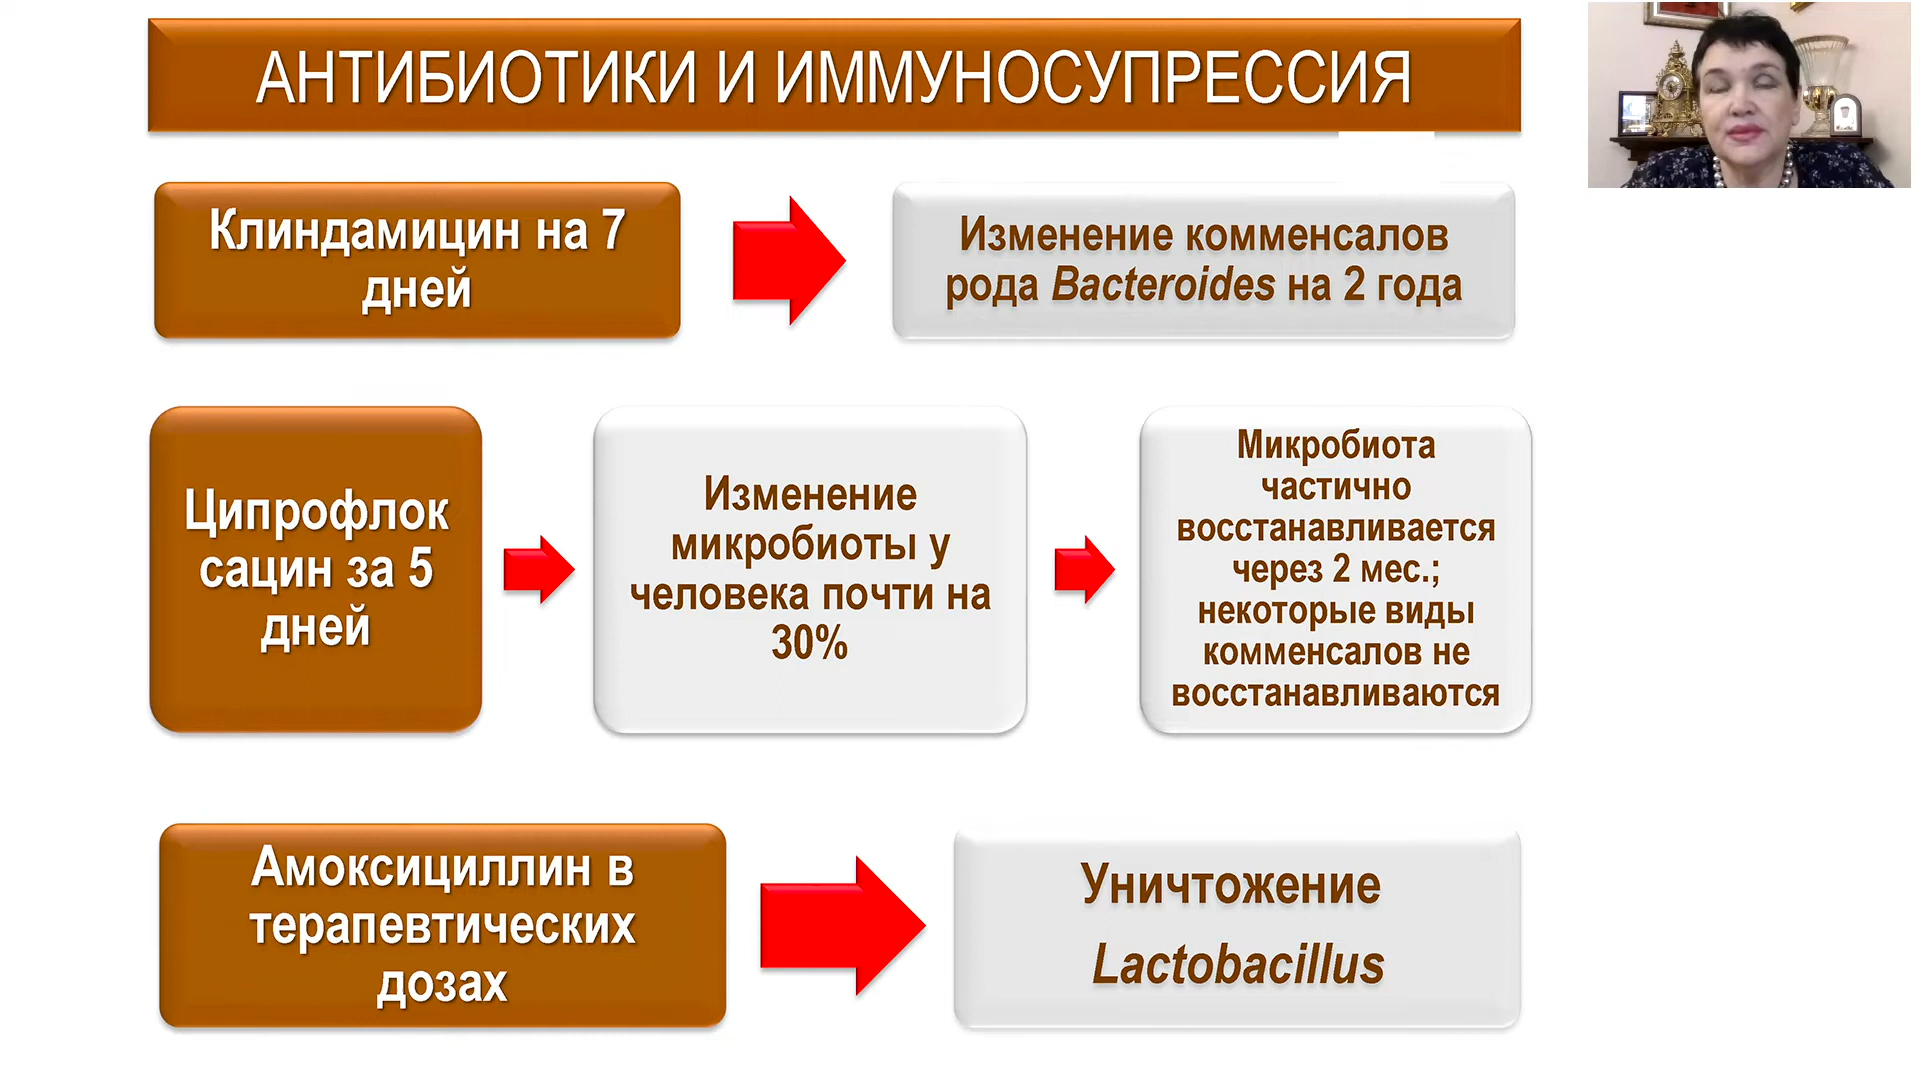 АНТИБИОТИКИ И ИММУНОСУПРЕССИЯ
Клиндамицин на 7
дней
Изменение комменсалов
рода Bacteroides на 2 года
Ципрофлок
сацин за 5
дней
Изменение
микробиоты у
человека почти на
30%
Микробиота
частично
восстанавливается
через 2 мес.;
некоторые виды
комменсалов не
восстанавливаются
Амоксициллин в
терапевтических
дозах
Уничтожение
Lactobacillus